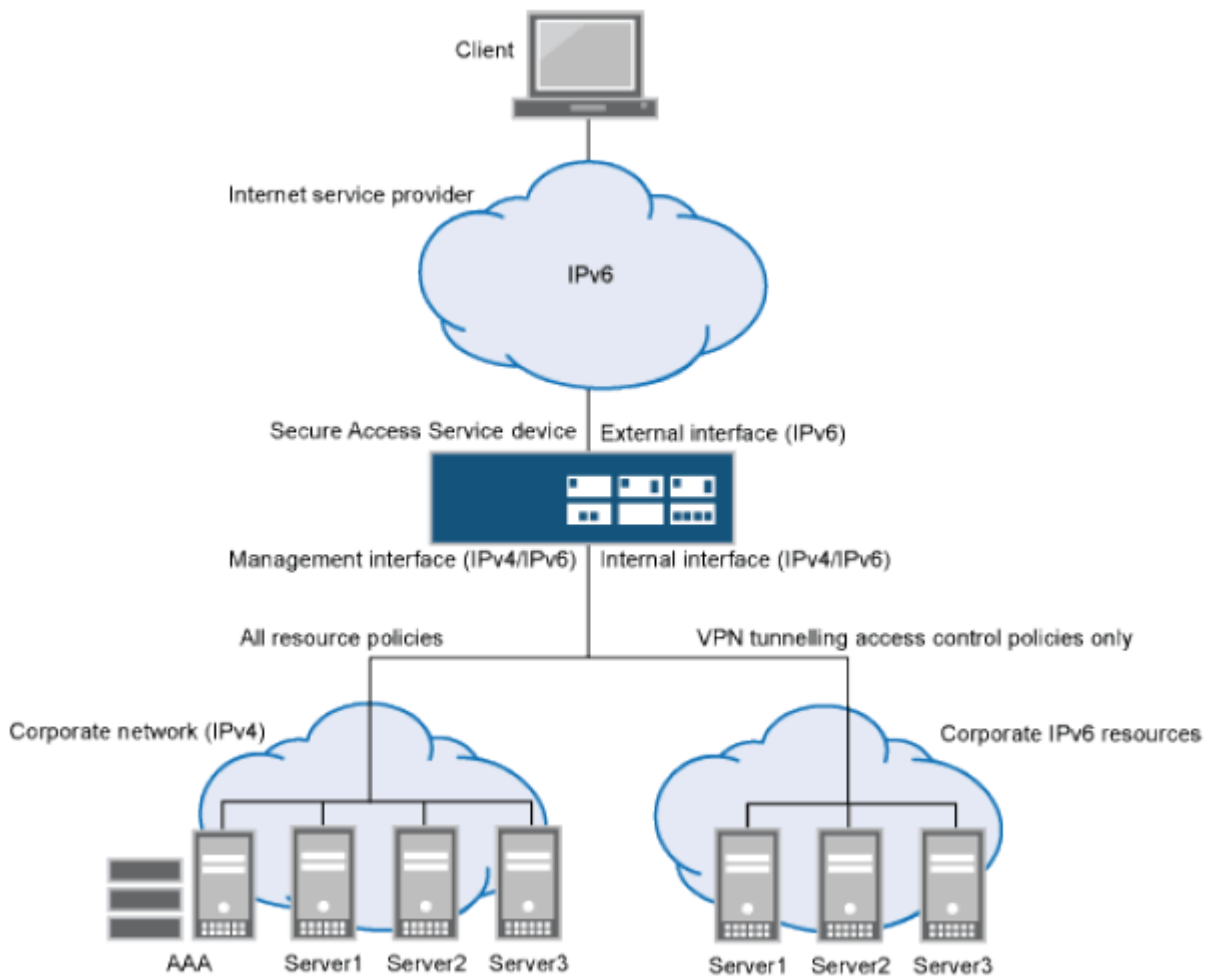 Client
Internet service provider
IPv6
Secure Access Service device
External interface (IPv6)
Management interface (IPv4/IPv6)
Internal interface (IPv4/IPv6)
All resource policies
VPN tunnelling access control policies only
Corporate network (IPv4)
Corporate IPv6 resources
AAA
Server1
Server2
Server3
Server1
Server2
Server3